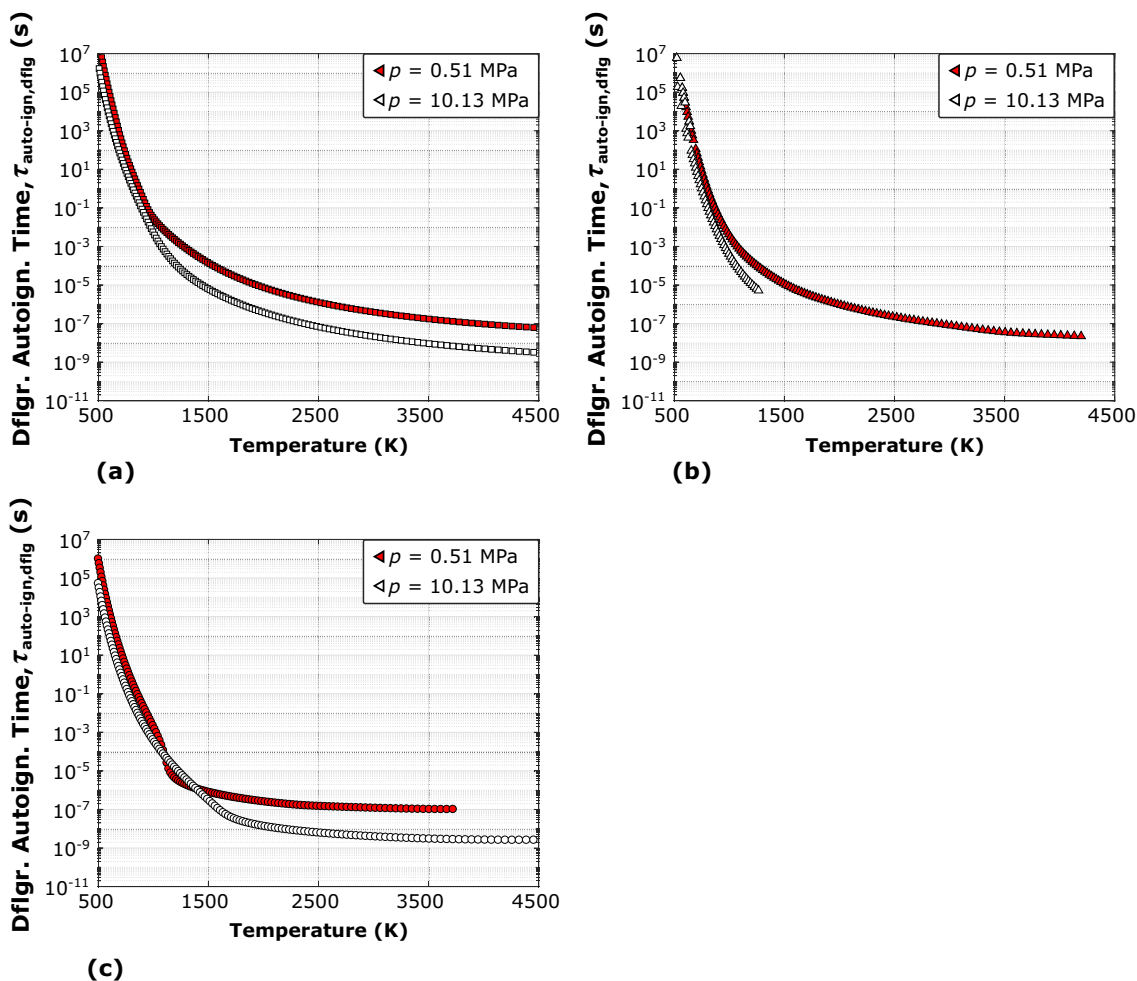 Dflgr. Autoign. Time, τauto-ign,dflg (s)
10^7
10^5
10^3
10^1
10^-1
10^-3
10^-5
10^-7
10^-9
10^-11
500 1500 2500 3500 4500
Temperature (K)
p = 0.51 MPa
p = 10.13 MPa
(a)
Dflgr. Autoign. Time, τauto-ign,dflg (s)
10^7
10^5
10^3
10^1
10^-1
10^-3
10^-5
10^-7
10^-9
10^-11
500 1500 2500 3500 4500
Temperature (K)
p = 0.51 MPa
p = 10.13 MPa
(b)
Dflgr. Autoign. Time, τauto-ign,dflg (s)
10^7
10^5
10^3
10^1
10^-1
10^-3
10^-5
10^-7
10^-9
10^-11
500 1500 2500 3500 4500
Temperature (K)
p = 0.51 MPa
p = 10.13 MPa
(c)